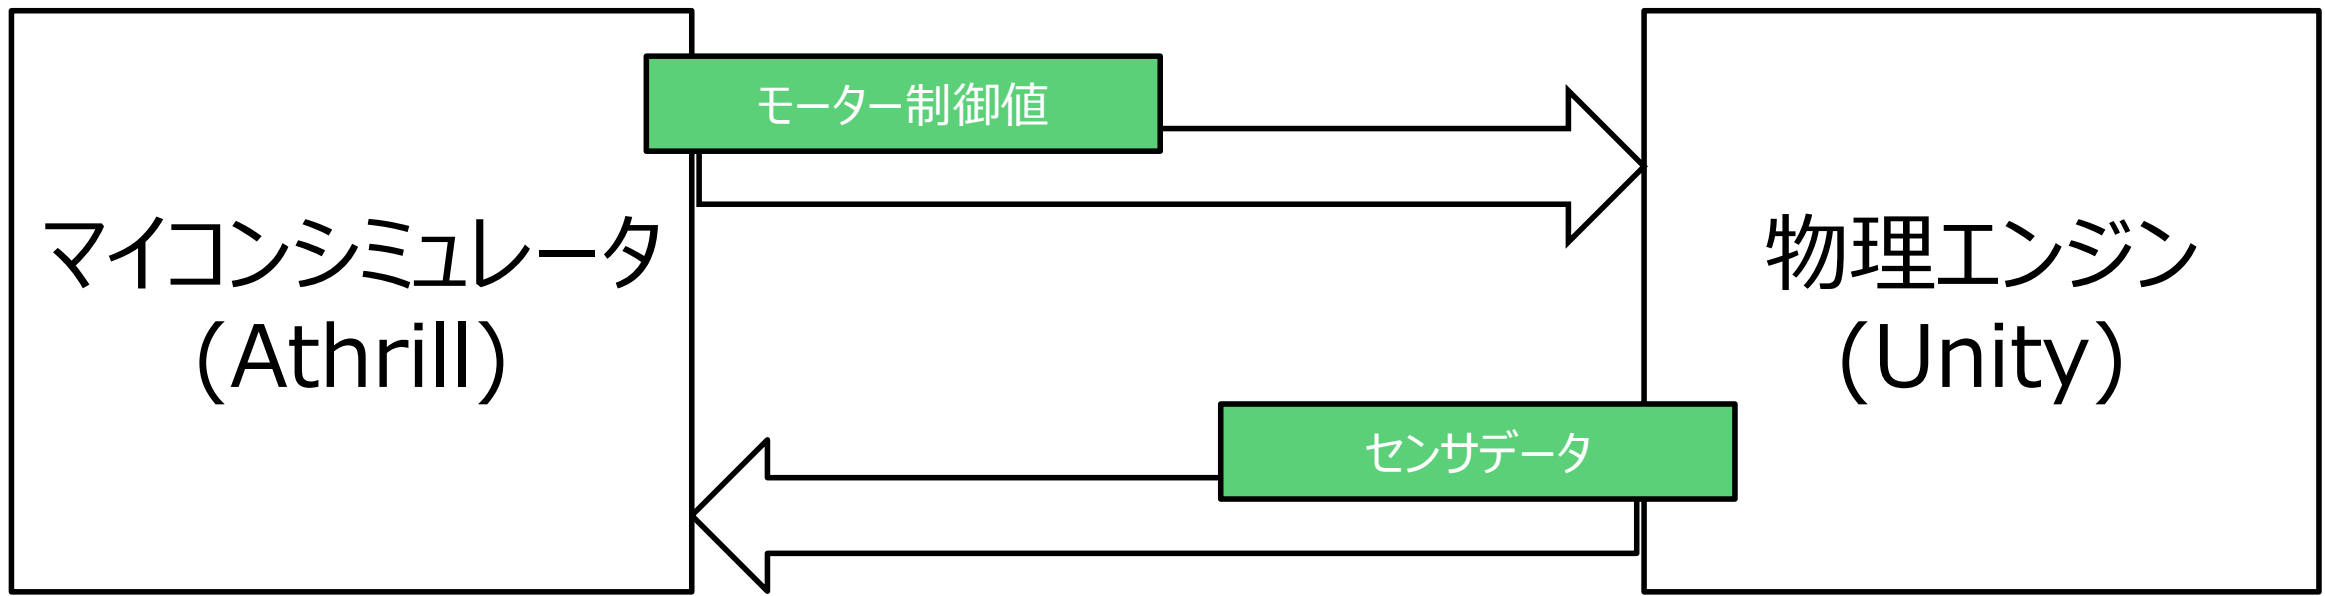 モーター制御値
マイコンシミュレータ
(Athrill)
物理エンジン
(Unity)
センサデータ